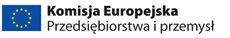 Komisja Europejska
Przedsiębiorstwa i przemysł